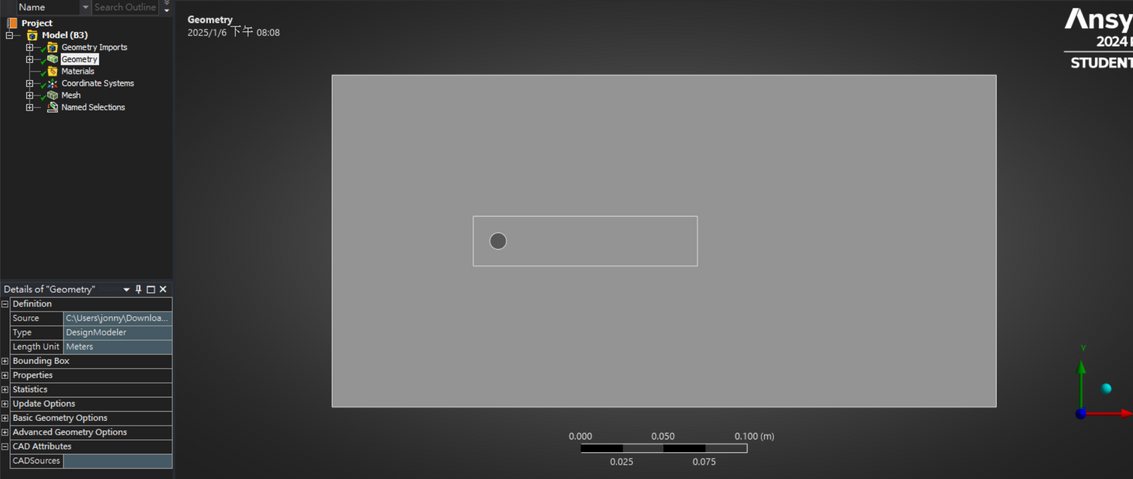 Name Search Outline
Project
Model (B3)
Geometry Imports
Geometry
Materials
Coordinate Systems
Mesh
Named Selections
Details of "Geometry"
Definition
Source C:\Users\jonny\Downloa...
Type DesignModeler
Length Unit Meters
Bounding Box
Properties
Statistics
Update Options
Basic Geometry Options
Advanced Geometry Options
CAD Attributes
CADSources
Geometry
2025/1/6 下午 08:08
Ansy
2024
STUDENT
0.000 0.050 0.100 (m)
0.025 0.075
Y